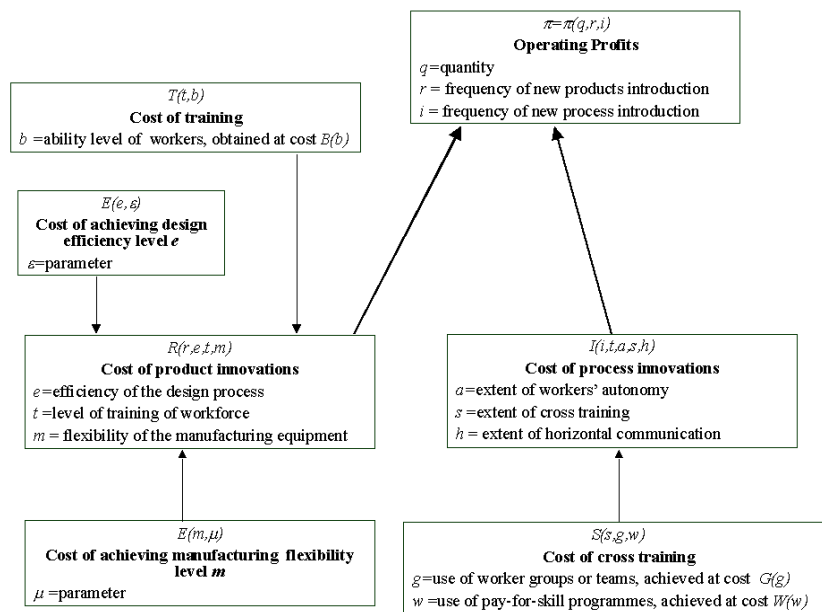 π=π(q,r,i)
Operating Profits
q=quantity
r = frequency of new products introduction
i = frequency of new process introduction
T(t,b)
Cost of training
b =ability level of workers, obtained at cost B(b)
E(e,ε)
Cost of achieving design
efficiency level e
ε=parameter
R(r,e,t,m)
Cost of product innovations
e=efficiency of the design process
t=level of training of workforce
m = flexibility of the manufacturing equipment
I(i,t,a,s,h)
Cost of process innovations
a=extent of workers' autonomy
s=extent of cross training
h = extent of horizontal communication
E(m,μ)
Cost of achieving manufacturing flexibility
level m
μ =parameter
S(s,g,w)
Cost of cross training
g=use of worker groups or teams, achieved at cost G(g)
w =use of pay-for-skill programmes, achieved at cost W(w)